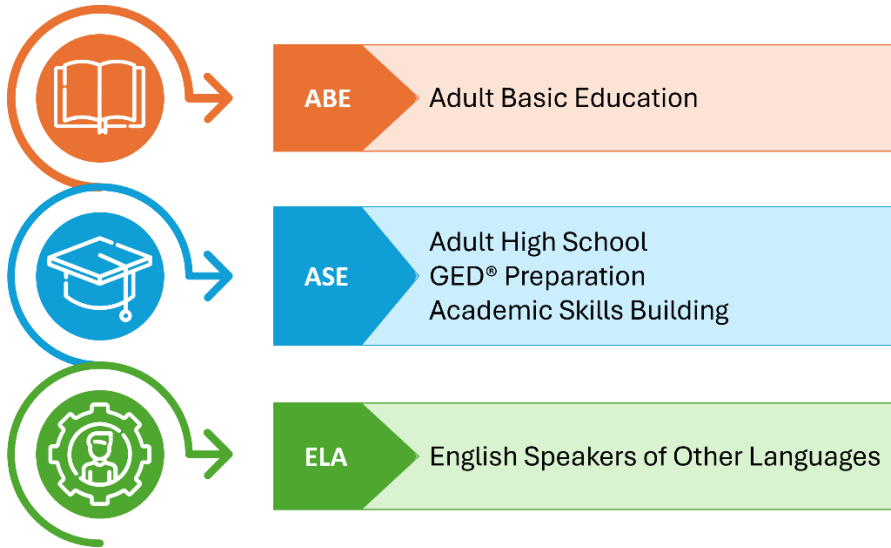 ABE
Adult Basic Education
ASE
Adult High School
GED® Preparation
Academic Skills Building
ELA
English Speakers of Other Languages